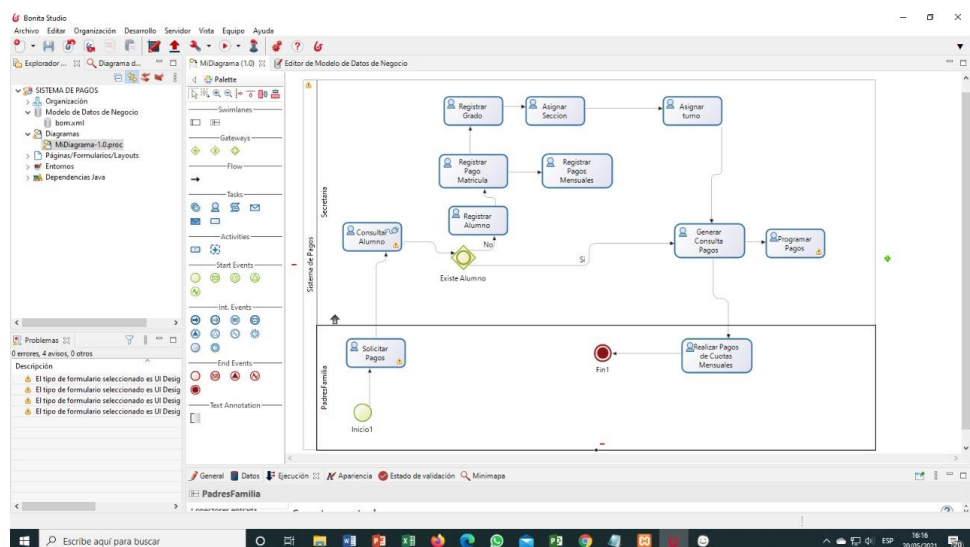 Bonita Studio
Archivo Editar Organización Desarrollo Servidor Vista Equipo Ayuda
Explorador ...
Diagrama d...
MiDiagrama (1.0)
Editor de Modelo de Datos de Negocio
SISTEMA DE PAGOS
Organización
Modelo de Datos de Negocio
bom.xml
Diagramas
MiDiagrama-1.0.proc
Páginas/Formularios/Layouts
Entornos
Dependencias Java
Problemas
0 errores, 4 avisos, 0 otros
Descripción
El tipo de formulario seleccionado es UI Desig
El tipo de formulario seleccionado es UI Desig
El tipo de formulario seleccionado es UI Desig
El tipo de formulario seleccionado es UI Desig
Palette
Swimlanes
Gateways
Flow
Tasks
Activities
Start Events
Int. Events
End Events
Text Annotation
Sistema de Pagos
Secretaria
Registrar
Grado
Asignar
Seccion
Asignar
turno
Registrar
Pago
Matricula
Registrar
Pagos
Mensuales
Registrar
Alumno
Consultar
Alumno
No
Si
Existe Alumno
Generar
Consulta
Pagos
Programar
Pagos
PadresFamilia
Solicitar
Pagos
Inicio1
Fin1
Realizar Pagos
de Cuotas
Mensuales
General
Datos
Ejecución
Apariencia
Estado de validación
Minimapa
PadresFamilia
Escribe aquí para buscar
ESP
16:16
20/05/2021